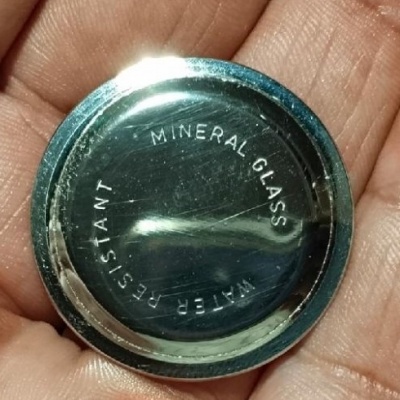 MINERAL GLASS
WATER RESISTANT